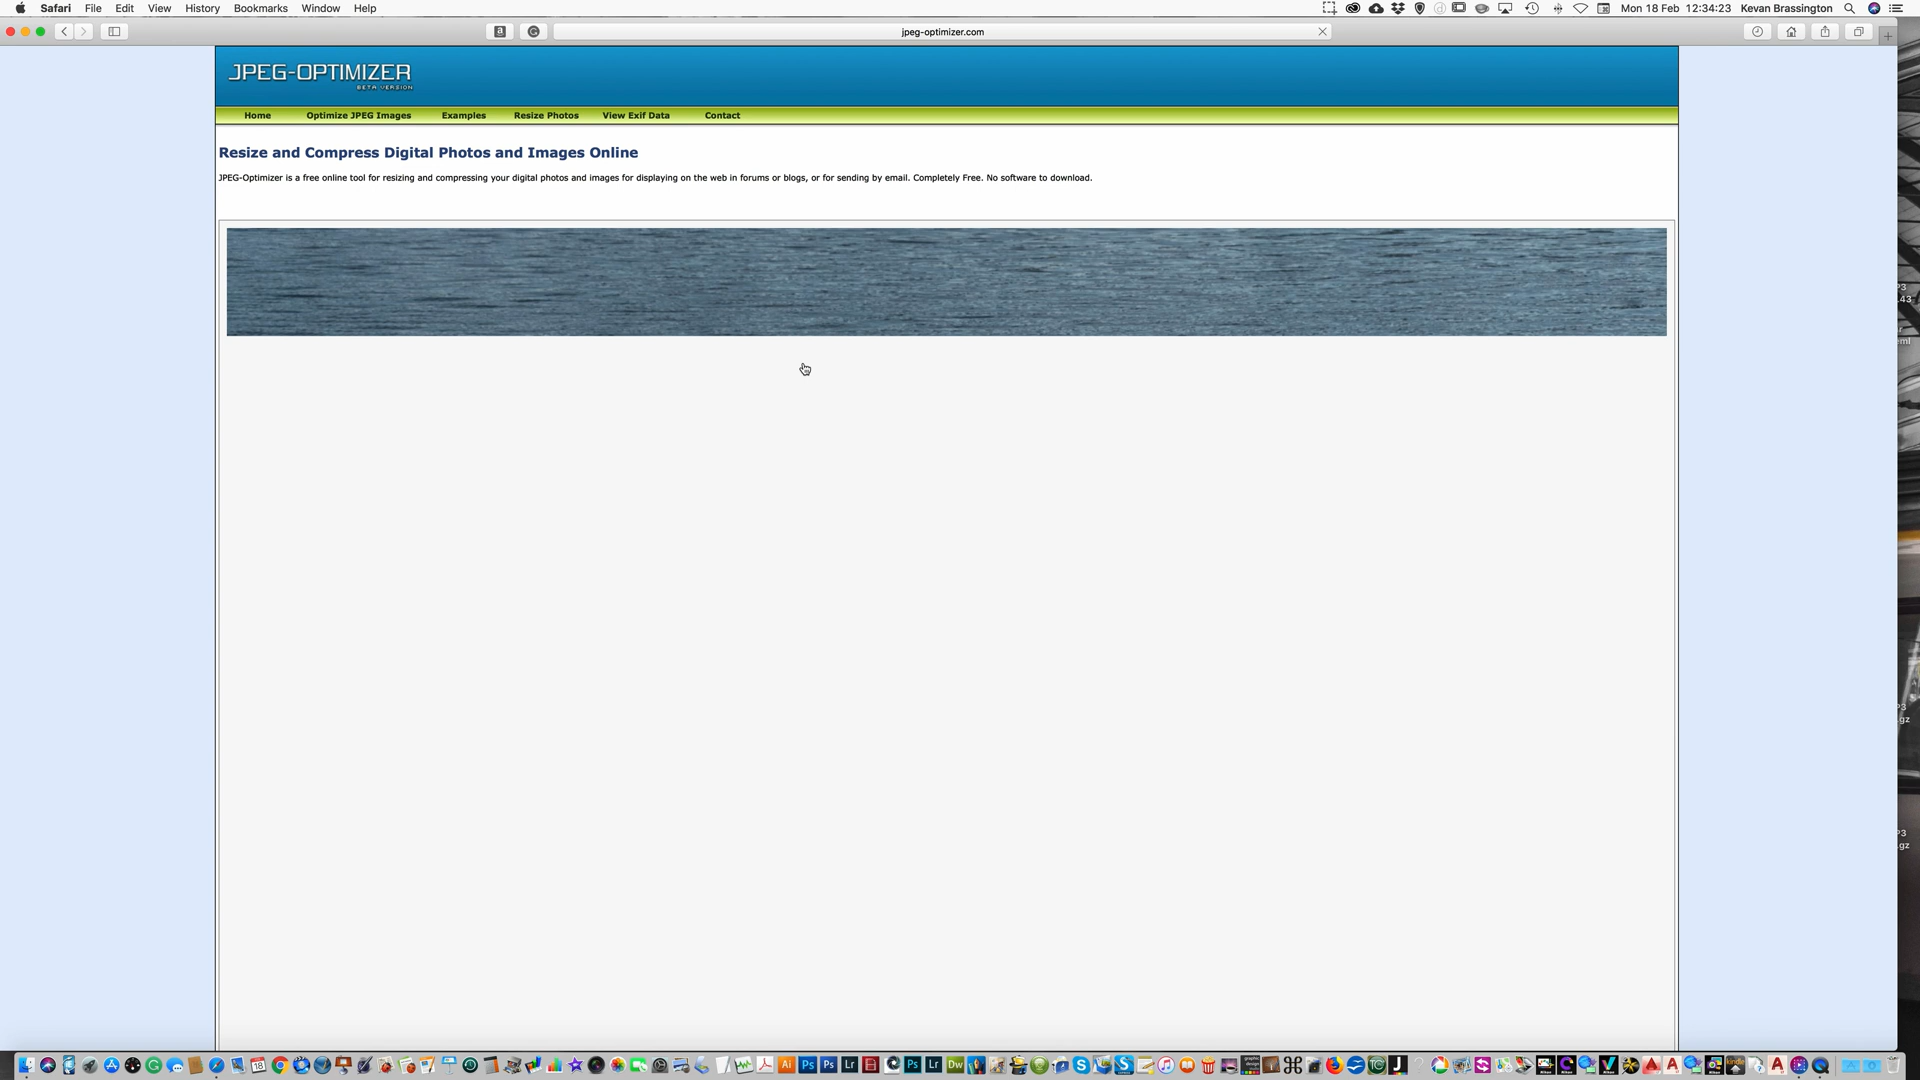 Safari File Edit View History Bookmarks Window Help Mon 18 Feb 12:34:23 Kevan Brassington
jpeg-optimizer.com
JPEG-OPTIMIZER
BETA VERSION
Home Optimize JPEG Images Examples Resize Photos View Exif Data Contact
Resize and Compress Digital Photos and Images Online
JPEG-Optimizer is a free online tool for resizing and compressing your digital photos and images for displaying on the web in forums or blogs, or for sending by email. Completely Free. No software to download.